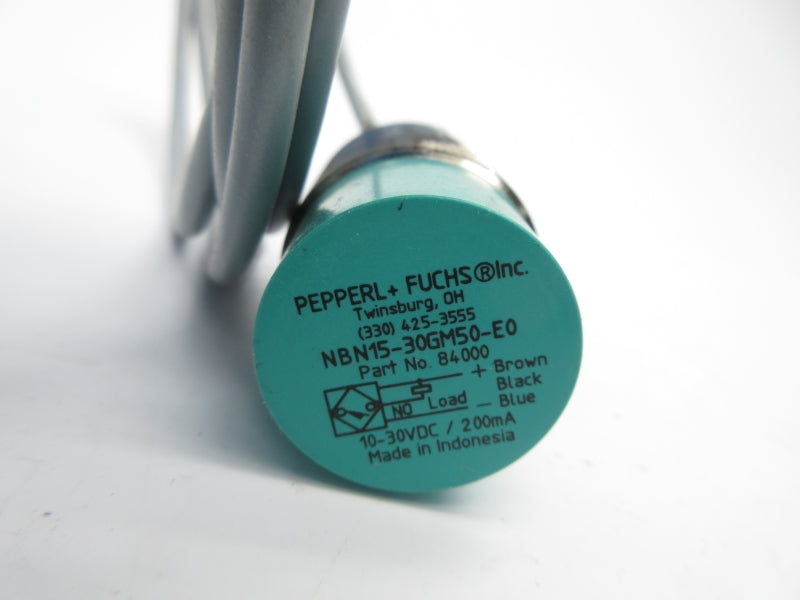 PEPPERL+ FUCHS®Inc.
Twinsburg, OH
(330) 425-3555
NBN15-30GM50-E0
Part No. 84000
+ Brown
Black
NO Load – Blue
10-30VDC / 200mA
Made in Indonesia